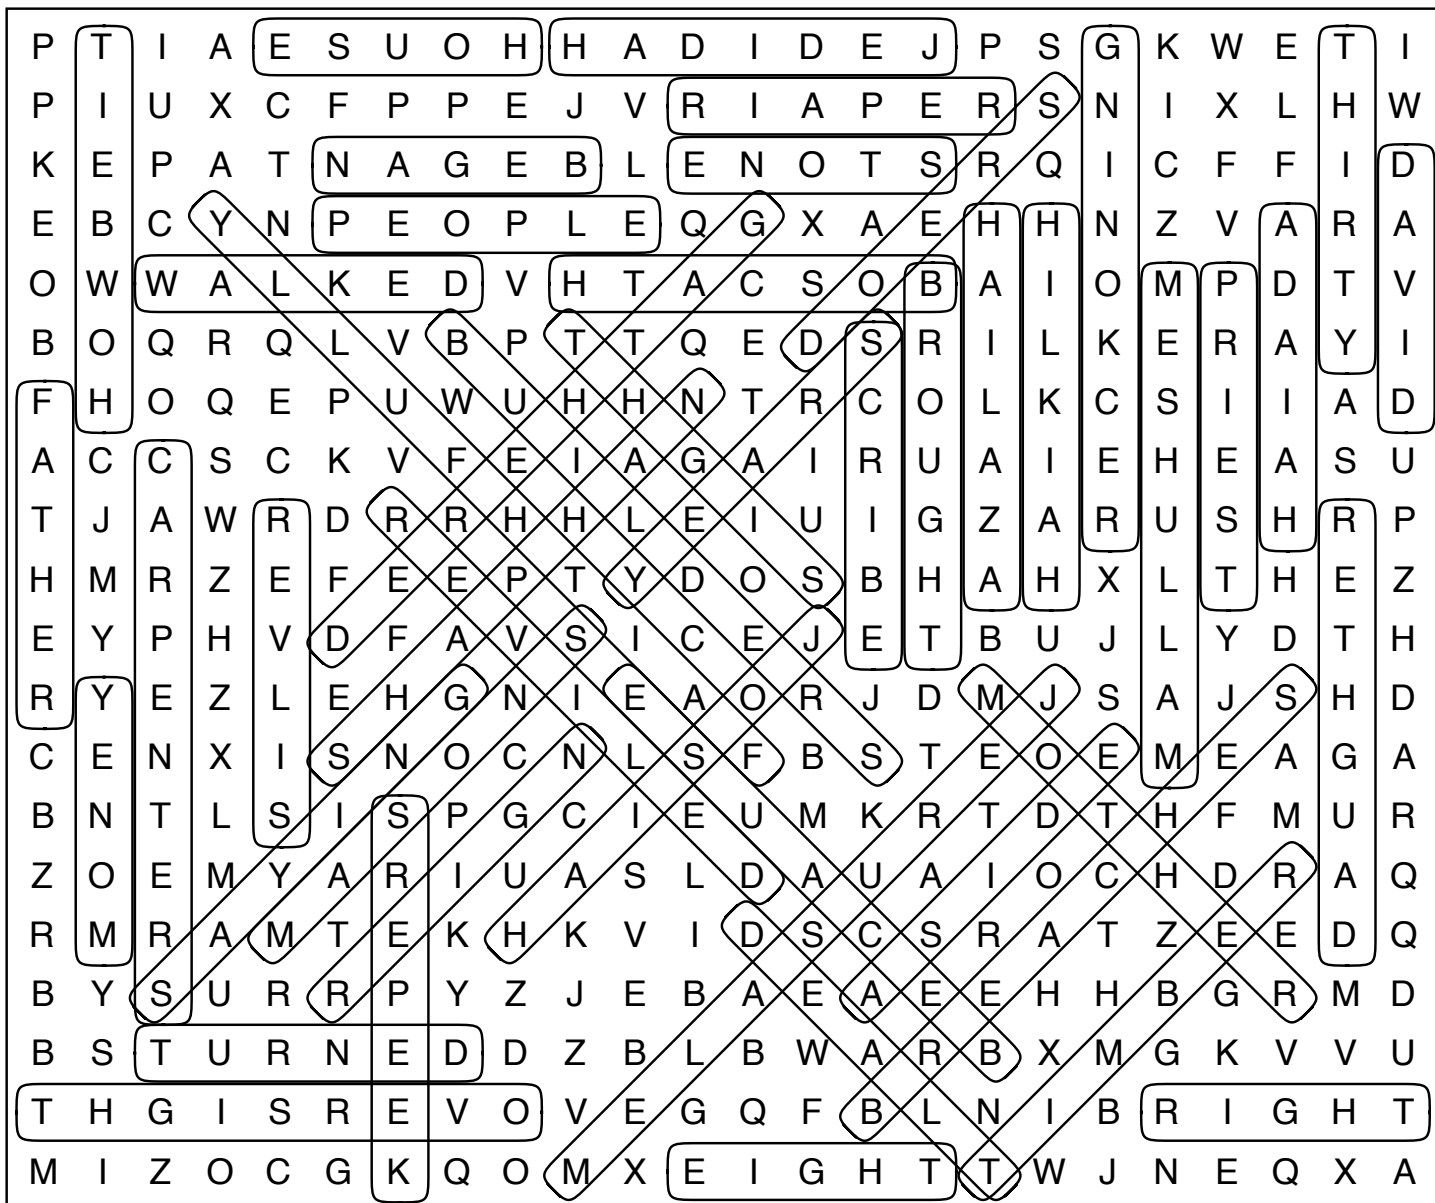 P T I A E S U O H H A D I D E J P S G K W E T I
P I U X C F P P E J V R I A P E R S N I X L H W
K E P A T N A G E B L E N O T S R Q I C F F I D
E B C Y N P E O P L E Q G X A E H H N Z V A R A
O W W A L K E D V H T A C S O B A I O M P D T V
B O Q R Q L V B P T T Q E D S R I L K E R A Y I
F H O Q E P U W U H H N T R C O L K C S I I A D
A C C S C K V F E I A G A I R U A I E H E A S U
T J A W R D R R H H L E I U I G Z A R U S H R P
H M R Z E F E E P T Y D O S B H A H X L T H E Z
E Y P H V D F A V S I C E J E T B U J L Y D T H
R Y E Z L E H G N I E A O R J D M J S A J S H D
C E N X I S N O C N L S F B S T E O E M E A G A
B N T L S I S P G C I E U M K R T D T H F M U R
Z O E M Y A R I U A S L D A U A I O C H D R A Q
R M R A M T E K H K V I D S C S R A T Z E E D Q
B Y S U R R P Y Z J E B A E A E E H H B G R M D
B S T U R N E D D Z B L B W A R B X M G K V V U
T H G I S R E V O V E G Q F B L N I B R I G H T
M I Z O C G K Q O M X E I G H T T W J N E Q X A